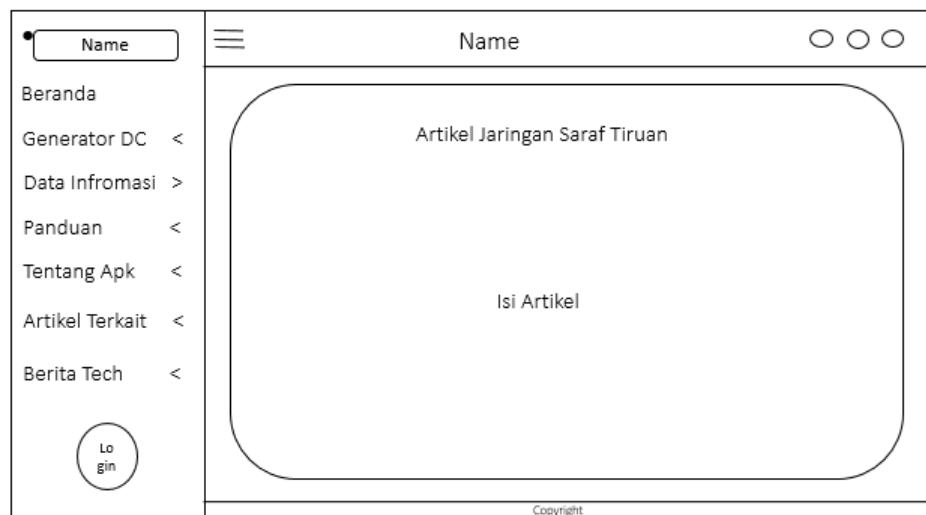 Name
Beranda
Generator DC <
Data Infromasi >
Panduan <
Tentang Apk <
Artikel Terkait <
Berita Tech <
Lo
gin
Name
Artikel Jaringan Saraf Tiruan
Isi Artikel
Copyright